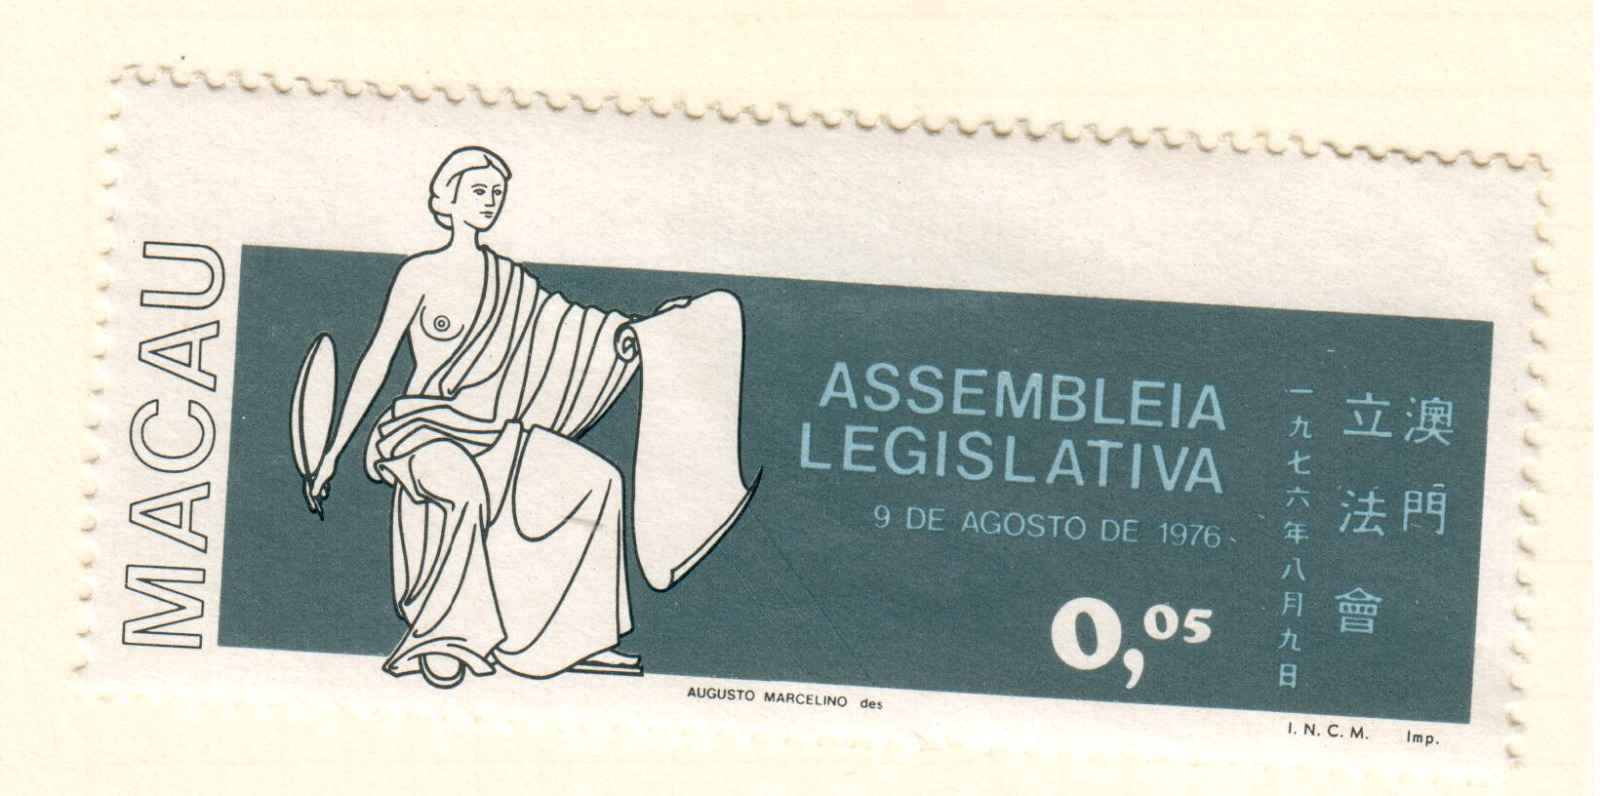 MACAU
ASSEMBLEIA
LEGISLATIVA
9 DE AGOSTO DE 1976
0,05
澳門
立法會
一九七六年八月九日
AUGUSTO MARCELINO des
I. N. C. M. Imp.